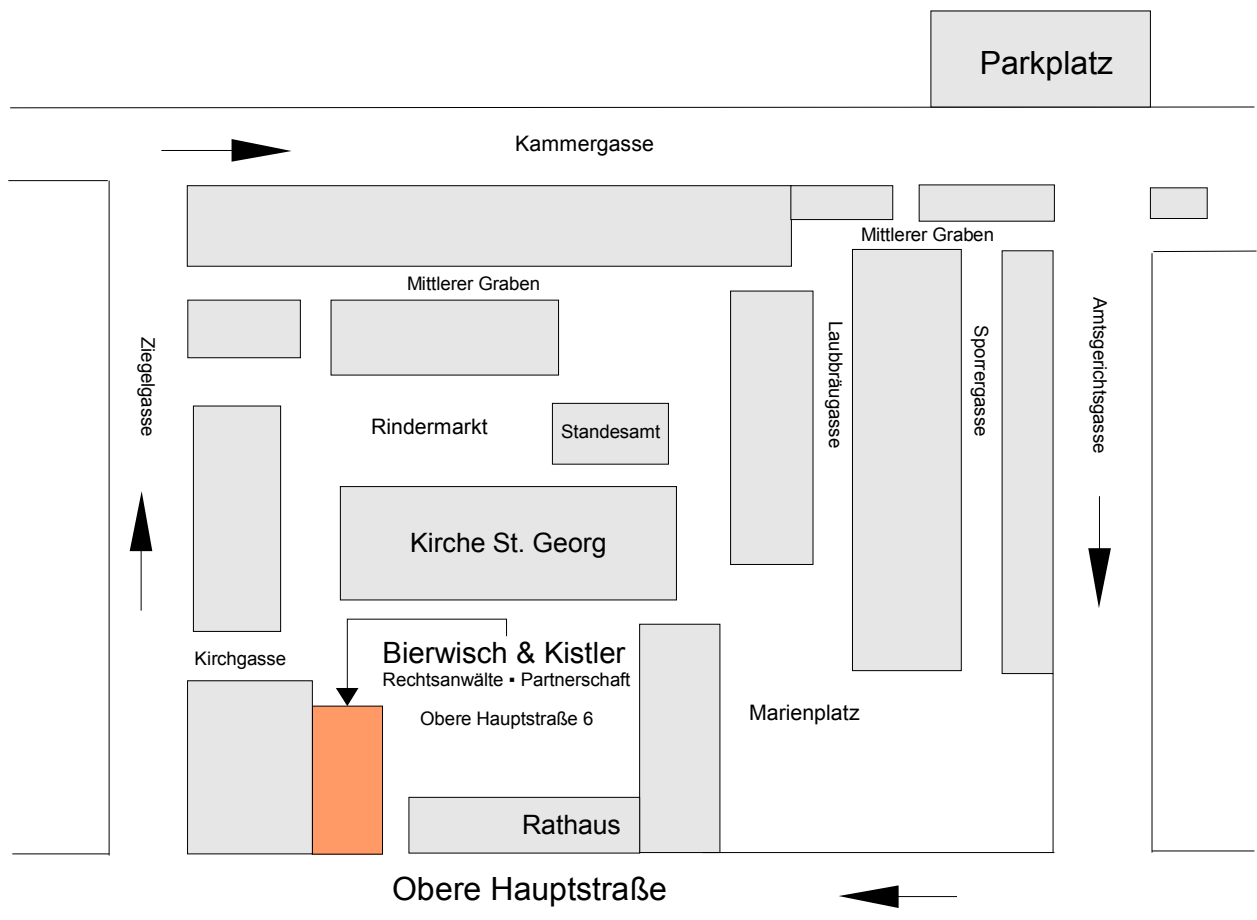 Parkplatz
Kammergasse
Mittlerer Graben
Mittlerer Graben
Ziegelgasse
Laubbräugasse
Sporrergasse
Amtsgerichtsgasse
Rindermarkt
Standesamt
Kirche St. Georg
Kirchgasse
Bierwisch & Kistler
Rechtsanwälte ▪ Partnerschaft
Obere Hauptstraße 6
Marienplatz
Rathaus
Obere Hauptstraße